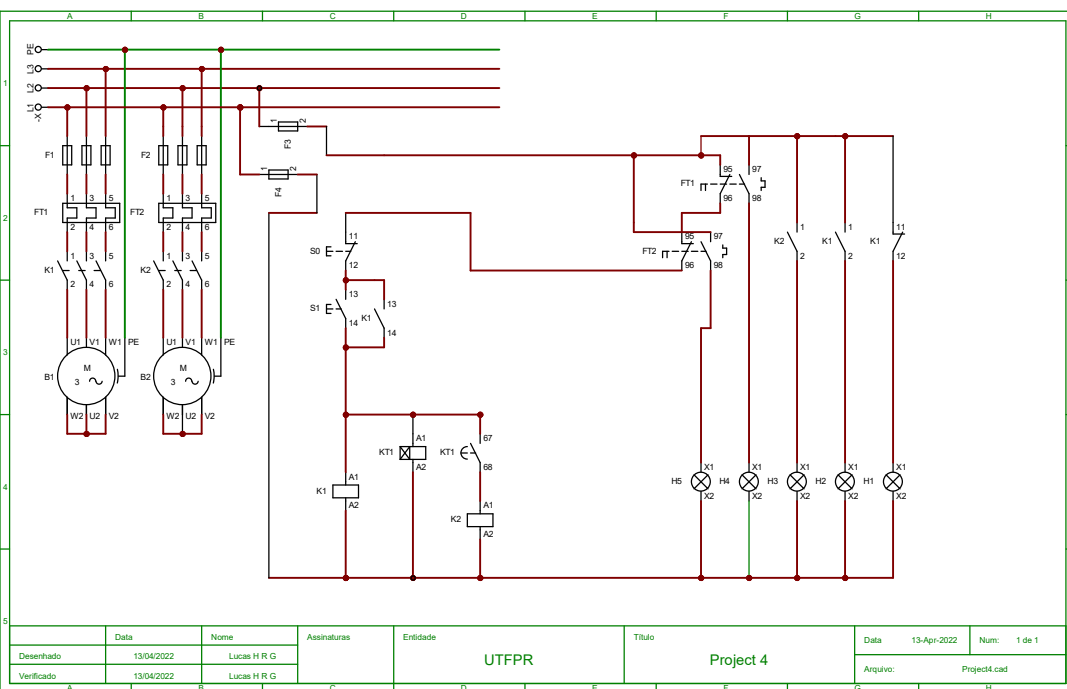 A B C D E F G H
1
PE
L3
L2
L1
-X
1 F3 2
F1
F2
1 F4 2
95 97
FT1
96 98
2
FT1 1 3 5
2 4 6
FT2 1 3 5
2 4 6
K2 1
2
K1 1
2
K1 11
12
11
S0
12
95 97
FT2
96 98
K1 1 3 5
2 4 6
K2 1 3 5
2 4 6
13
S1
14
13
K1
14
3
U1 V1 W1 PE
B1 M
3
W2 U2 V2
U1 V1 W1 PE
B2 M
3
W2 U2 V2
4
KT1 A1
A2
KT1 67
68
K1 A1
A2
K2 A1
A2
H5 X1
X2
H4 X1
X2
H3 X1
X2
H2 X1
X2
H1 X1
X2
5
Data Nome Assinaturas Entidade Título
Desenhado 13/04/2022 Lucas H R G
Verificado 13/04/2022 Lucas H R G
UTFPR
Project 4
Data 13-Apr-2022 Num: 1 de 1
Arquivo: Project4.cad
A B C D E F G H